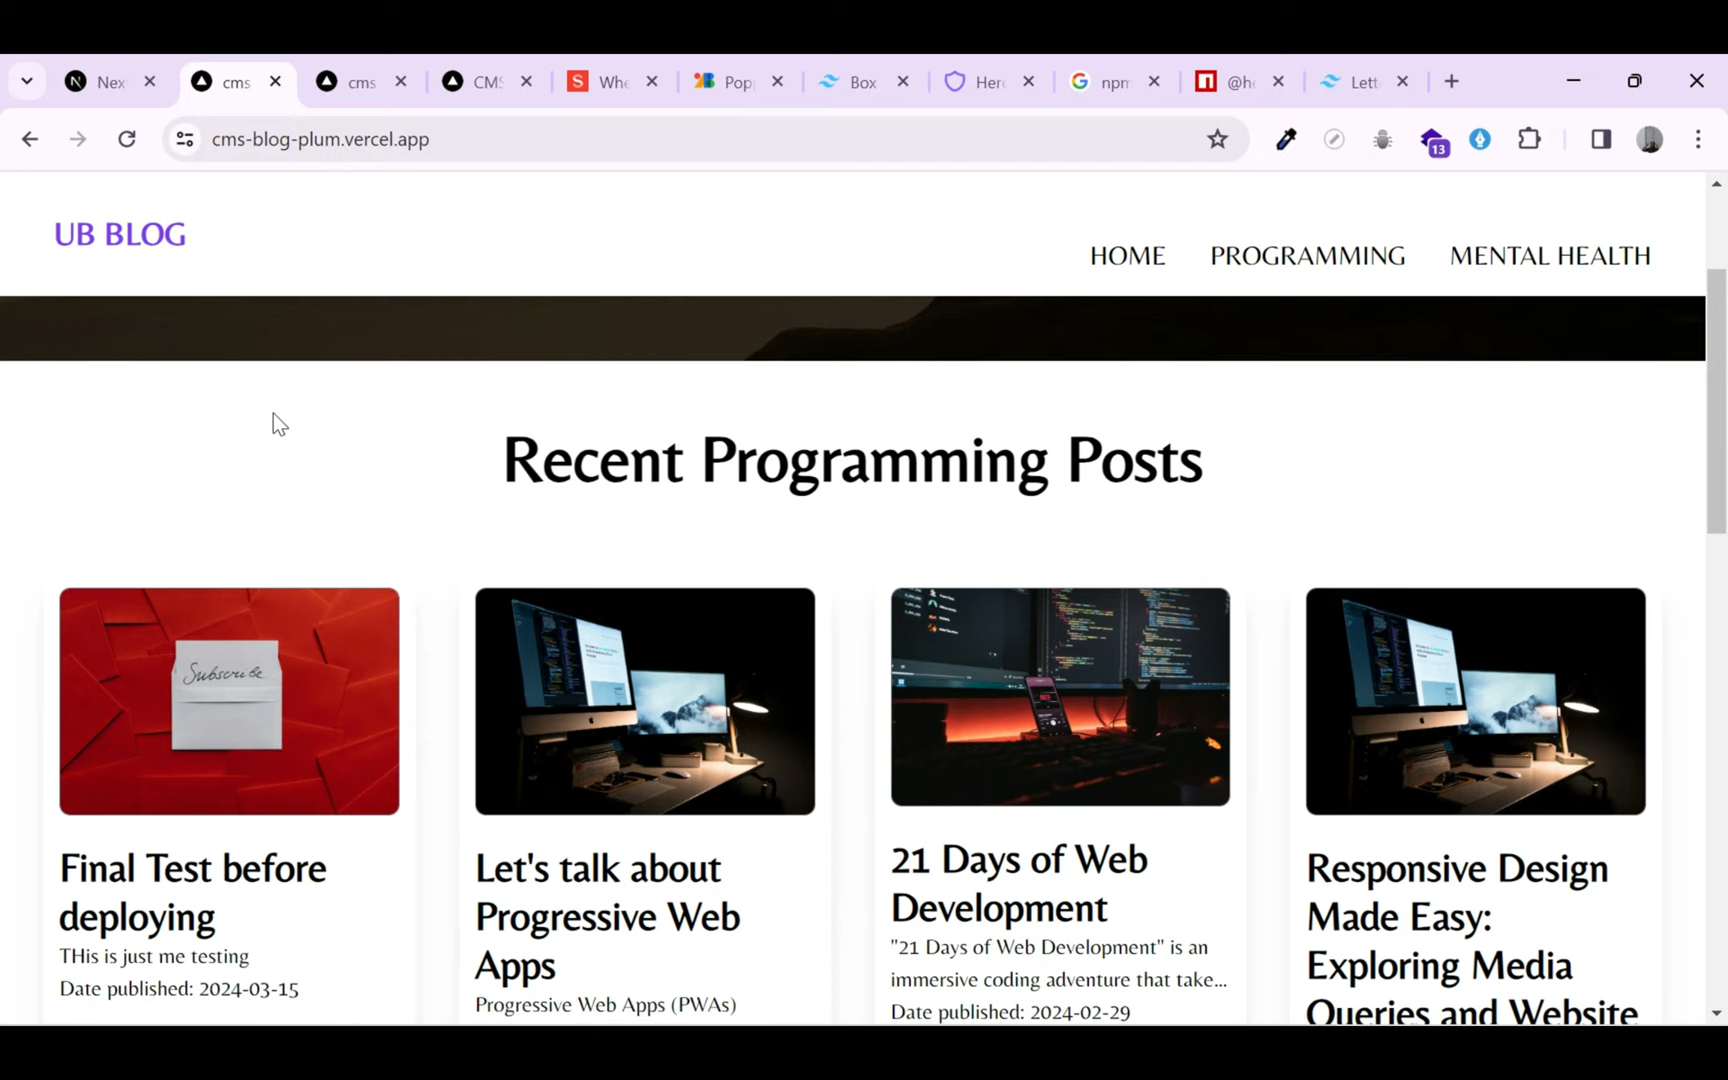 Nex
cms
cms
CMS
Whe
Pop
Box
Her
npm
@he
Lett
cms-blog-plum.vercel.app
13
UB BLOG
HOME
PROGRAMMING
MENTAL HEALTH
Recent Programming Posts
Subscribe
Final Test before
deploying
THis is just me testing
Date published: 2024-03-15
Let's talk about
Progressive Web
Apps
Progressive Web Apps (PWAs)
21 Days of Web
Development
"21 Days of Web Development" is an
immersive coding adventure that take...
Date published: 2024-02-29
Responsive Design
Made Easy:
Exploring Media
Queries and Website